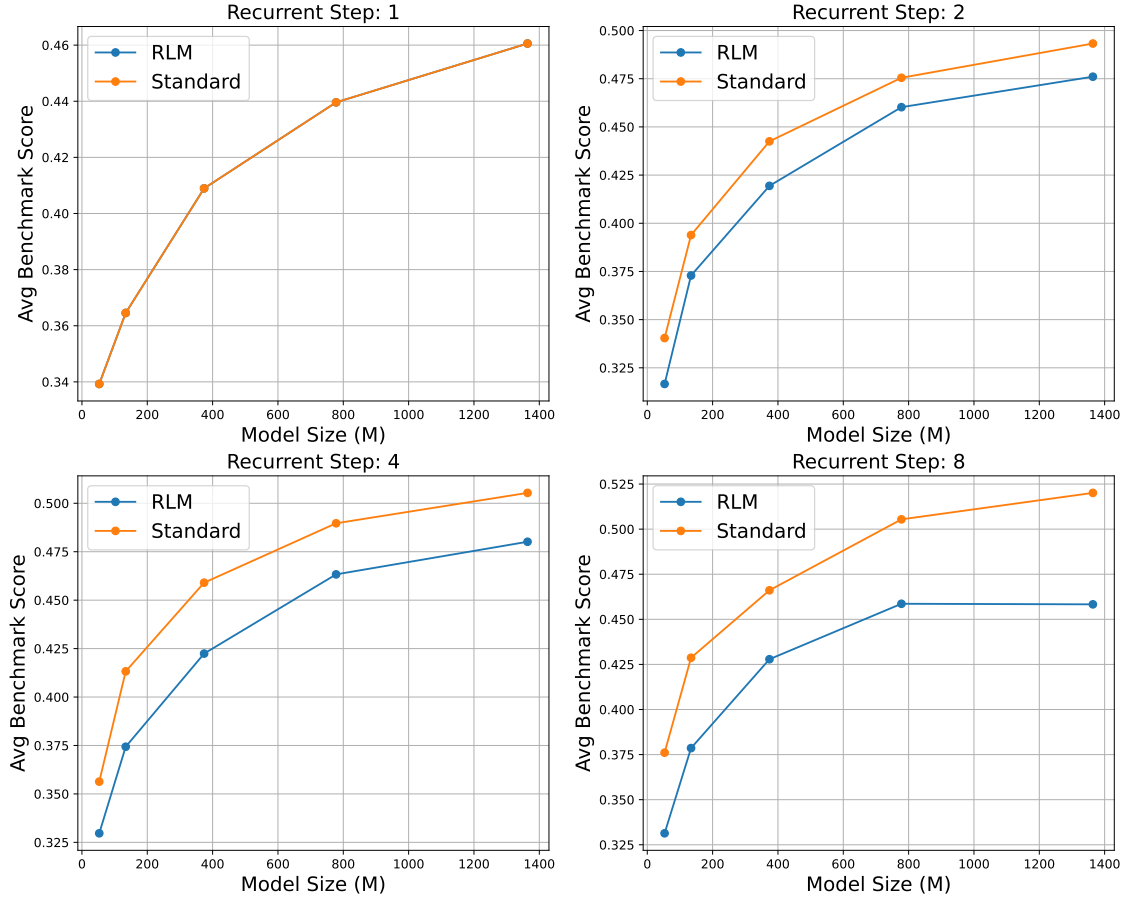 Recurrent Step: 1
RLM
Standard
0.46
0.44
0.42
0.40
0.38
0.36
0.34
Avg Benchmark Score
0 200 400 600 800 1000 1200 1400
Model Size (M)
Recurrent Step: 2
RLM
Standard
0.500
0.475
0.450
0.425
0.400
0.375
0.350
0.325
Avg Benchmark Score
0 200 400 600 800 1000 1200 1400
Model Size (M)
Recurrent Step: 4
RLM
Standard
0.500
0.475
0.450
0.425
0.400
0.375
0.350
0.325
Avg Benchmark Score
0 200 400 600 800 1000 1200 1400
Model Size (M)
Recurrent Step: 8
RLM
Standard
0.525
0.500
0.475
0.450
0.425
0.400
0.375
0.350
0.325
Avg Benchmark Score
0 200 400 600 800 1000 1200 1400
Model Size (M)